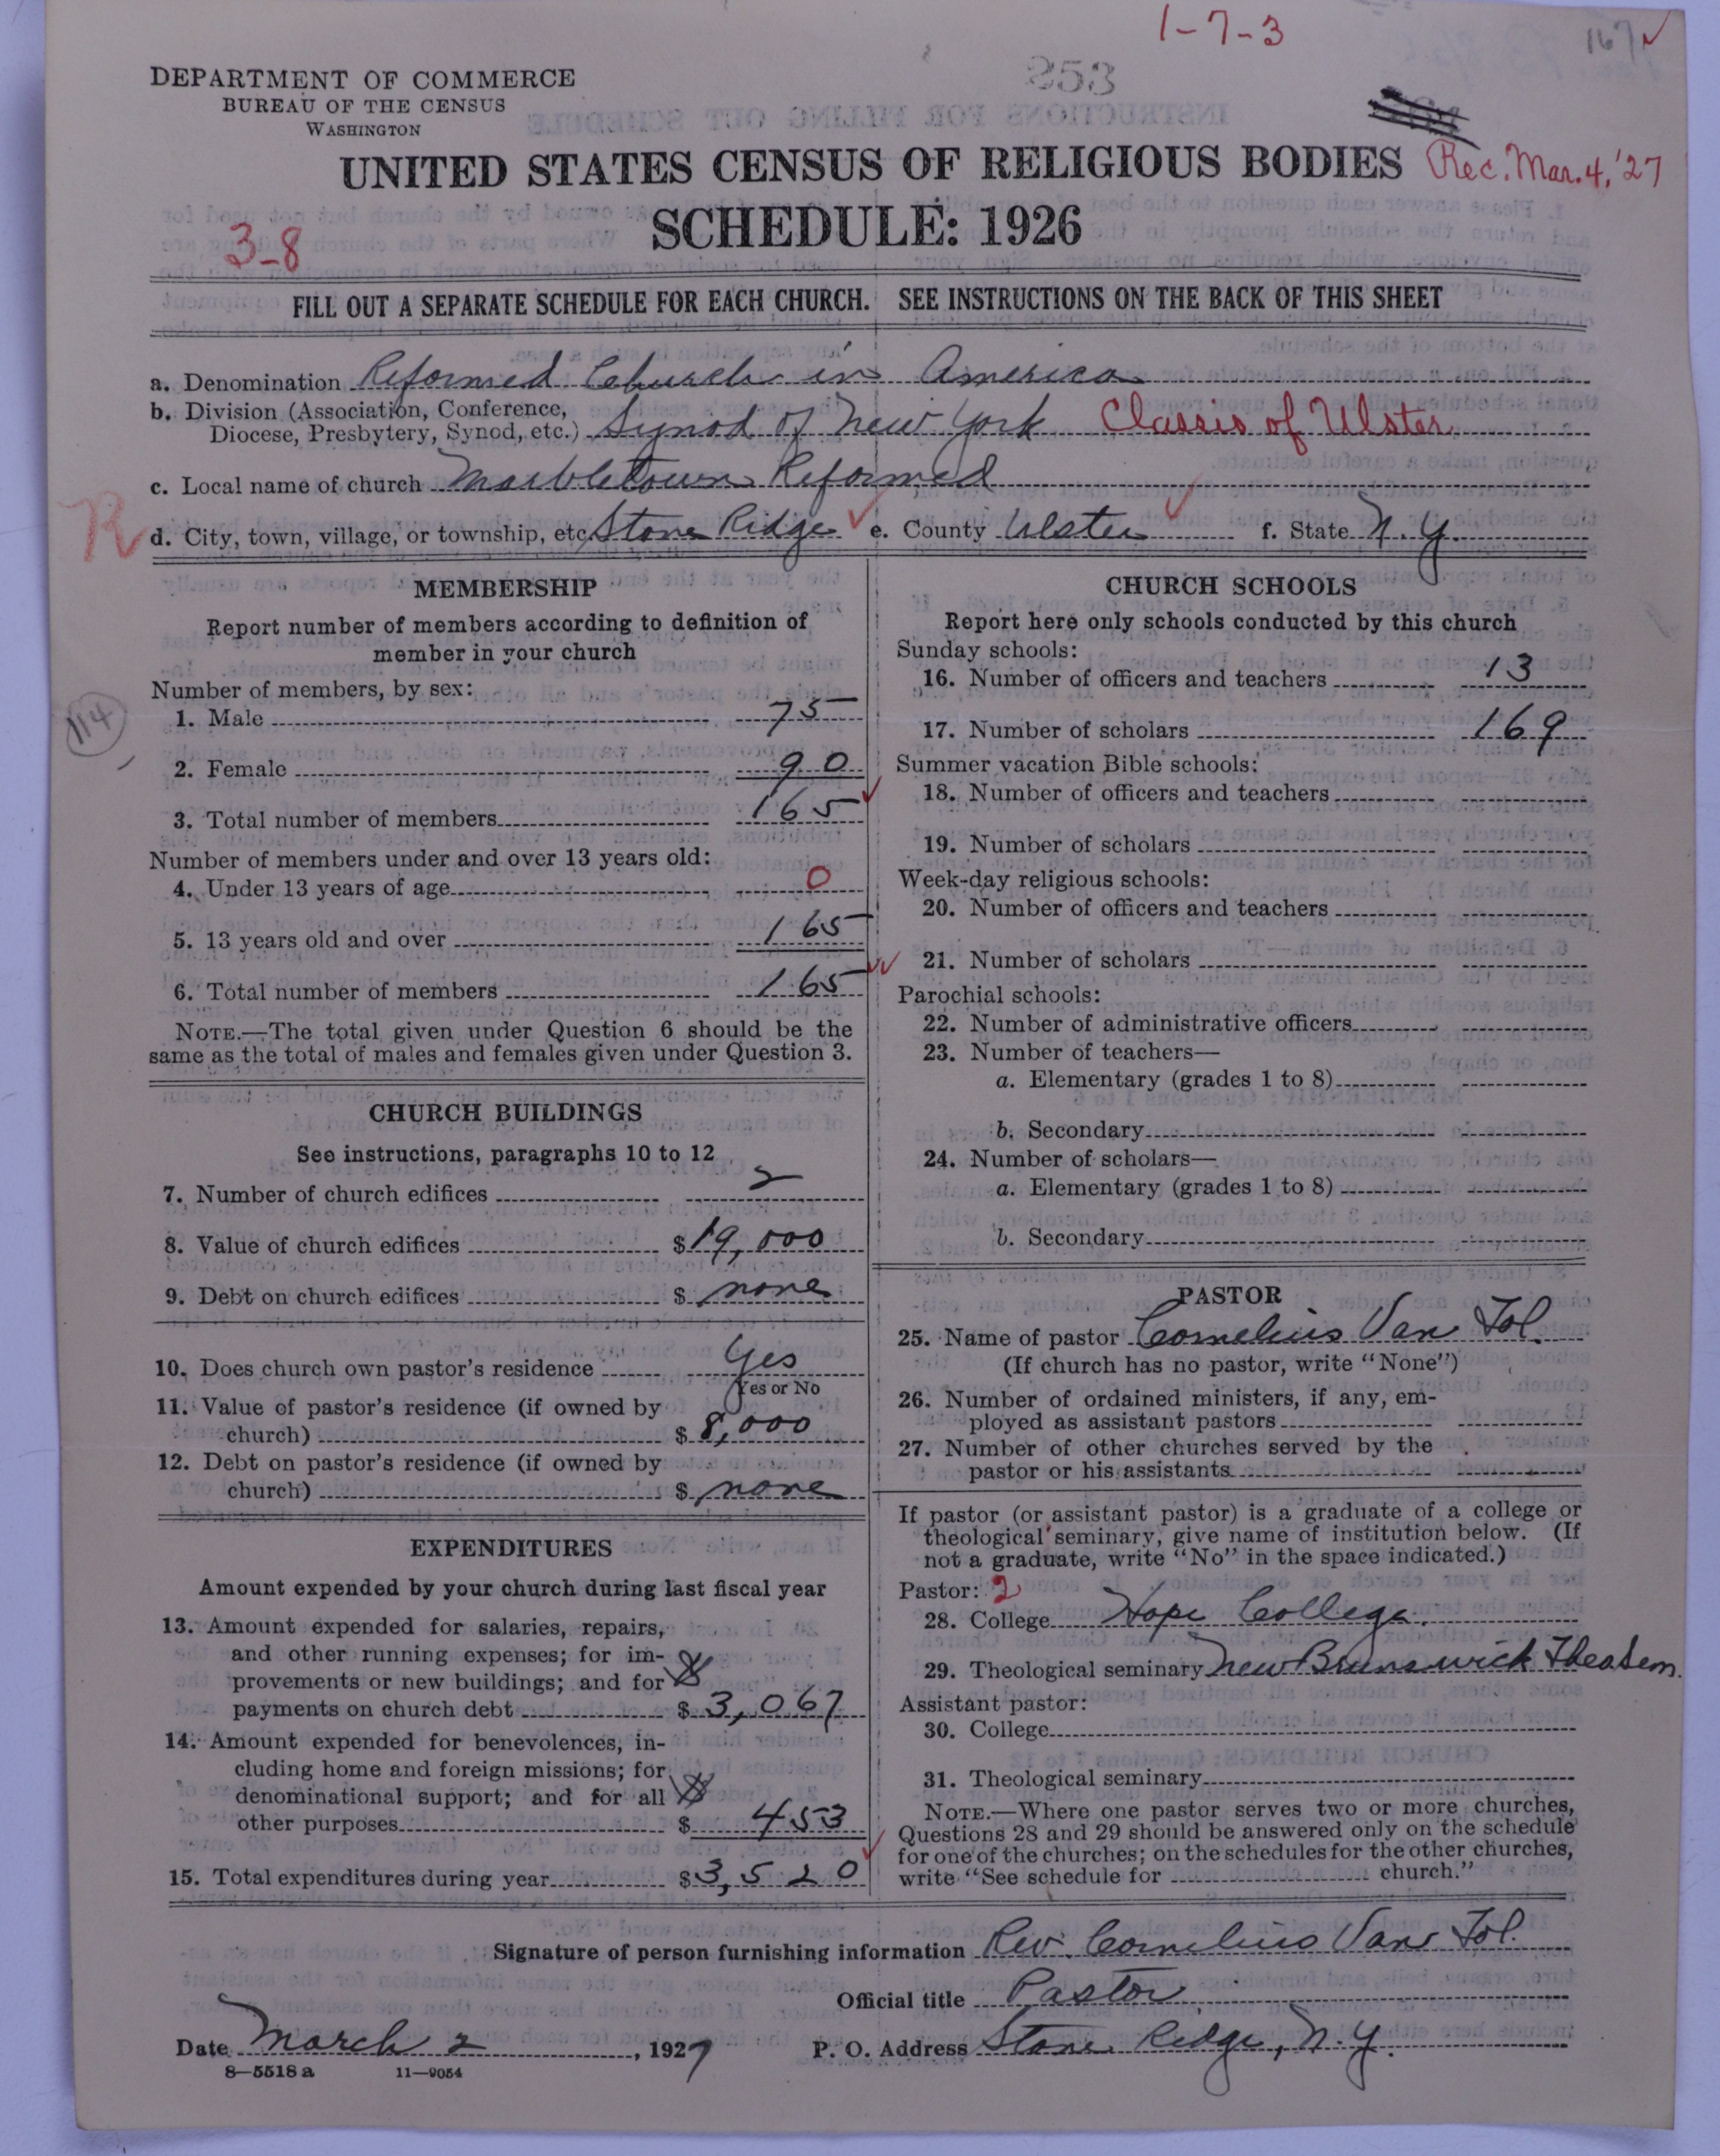 1-7-3
167
253
DEPARTMENT OF COMMERCE
BUREAU OF THE CENSUS
WASHINGTON
UNITED STATES CENSUS OF RELIGIOUS BODIES
Rec. Mar. 4, '27
SCHEDULE: 1926
3-8
FILL OUT A SEPARATE SCHEDULE FOR EACH CHURCH. SEE INSTRUCTIONS ON THE BACK OF THIS SHEET
a. Denomination Reformed Church in America
b. Division (Association, Conference,
Diocese, Presbytery, Synod, etc.) Synod of New York Classis of Ulster
c. Local name of church Marbletown Reformed
R
d. City, town, village, or township, etc. Stone Ridge e. County Ulster f. State N.Y.
MEMBERSHIP
Report number of members according to definition of
member in your church
Number of members, by sex:
114
1. Male 75
2. Female 90
3. Total number of members 165
Number of members under and over 13 years old:
4. Under 13 years of age 0
5. 13 years old and over 165
6. Total number of members 165
NOTE.—The total given under Question 6 should be the
same as the total of males and females given under Question 3.
CHURCH BUILDINGS
See instructions, paragraphs 10 to 12
7. Number of church edifices 2
8. Value of church edifices $19,000
9. Debt on church edifices $ none
10. Does church own pastor's residence Yes
Yes or No
11. Value of pastor's residence (if owned by
church) $ 8,000
12. Debt on pastor's residence (if owned by
church) $ none
EXPENDITURES
Amount expended by your church during last fiscal year
13. Amount expended for salaries, repairs,
and other running expenses; for im-
provements or new buildings; and for
payments on church debt $ 3,067
14. Amount expended for benevolences, in-
cluding home and foreign missions; for
denominational support; and for all
other purposes $ 453
15. Total expenditures during year $3,520
CHURCH SCHOOLS
Report here only schools conducted by this church
Sunday schools:
16. Number of officers and teachers 13
17. Number of scholars 169
Summer vacation Bible schools:
18. Number of officers and teachers
19. Number of scholars
Week-day religious schools:
20. Number of officers and teachers
21. Number of scholars
Parochial schools:
22. Number of administrative officers
23. Number of teachers—
a. Elementary (grades 1 to 8)
b. Secondary
24. Number of scholars—
a. Elementary (grades 1 to 8)
b. Secondary
PASTOR
25. Name of pastor Cornelius Van Tol.
(If church has no pastor, write "None")
26. Number of ordained ministers, if any, em-
ployed as assistant pastors
27. Number of other churches served by the
pastor or his assistants
If pastor (or assistant pastor) is a graduate of a college or
theological seminary, give name of institution below. (If
not a graduate, write "No" in the space indicated.)
Pastor: 2
28. College Hope College.
29. Theological seminary New Brunswick Theo Sem.
Assistant pastor:
30. College
31. Theological seminary
NOTE.—Where one pastor serves two or more churches,
Questions 28 and 29 should be answered only on the schedule
for one of the churches; on the schedules for the other churches,
write "See schedule for church."
Signature of person furnishing information Rev. Cornelius Van Tol.
Official title Pastor
Date March 2, 1927 P. O. Address Stone Ridge, N.Y.
8—5518 a 11—9054